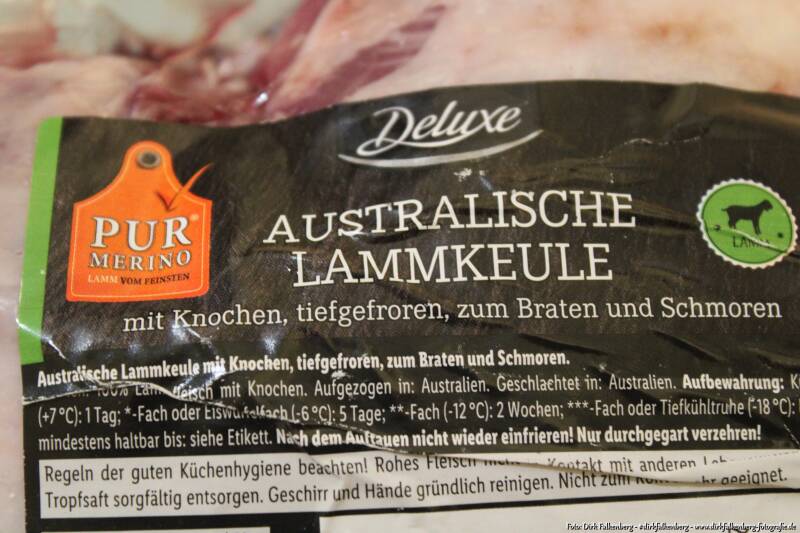 Deluxe
PUR®
MERINO
LAMM VOM FEINSTEN
AUSTRALISCHE
LAMMKEULE
LAMM
mit Knochen, tiefgefroren, zum Braten und Schmoren
Australische Lammkeule mit Knochen, tiefgefroren, zum Braten und Schmoren.
100% Lammfleisch mit Knochen. Aufgezogen in: Australien. Geschlachtet in: Australien. Aufbewahrung:
(+7 °C): 1 Tag; *-Fach oder Eiswürfelfach (-6 °C): 5 Tage; **-Fach (-12 °C): 2 Wochen; ***-Fach oder Tiefkühltruhe (-18 °C):
mindestens haltbar bis: siehe Etikett. Nach dem Auftauen nicht wieder einfrieren! Nur durchgegart verzehren!
Regeln der guten Küchenhygiene beachten! Rohes Fleisch nicht Kontakt mit anderen
Tropfsaft sorgfältig entsorgen. Geschirr und Hände gründlich reinigen. Nicht zum geeignet.
Foto: Dirk Falkenberg - #dirkfalkenberg - www.dirkfalkenberg-fotografie.de